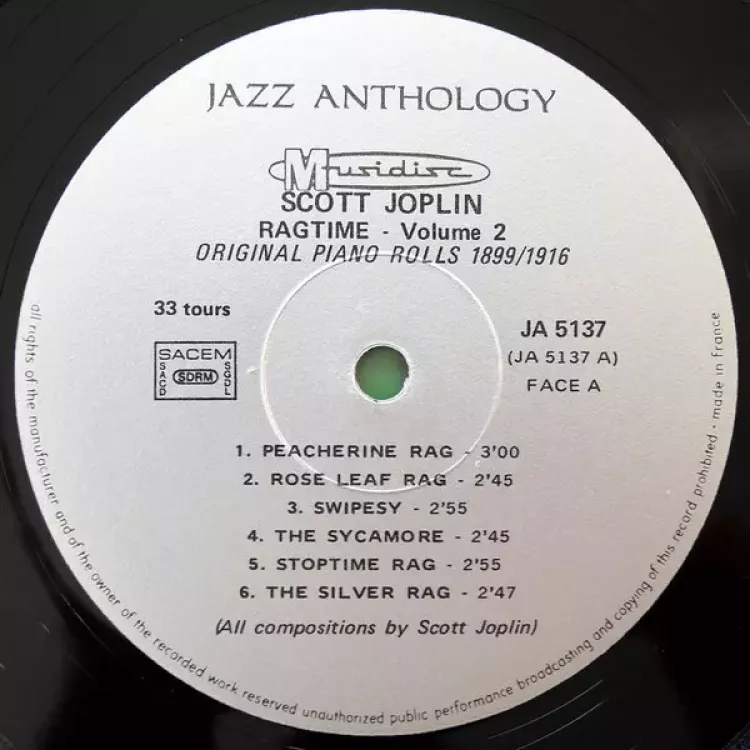 JAZZ ANTHOLOGY
Musidisc
SCOTT JOPLIN
RAGTIME - Volume 2
ORIGINAL PIANO ROLLS 1899/1916
33 tours
SACEM
SACD
SDRM
SGDL
JA 5137
(JA 5137 A)
FACE A
1. PEACHERINE RAG - 3'00
2. ROSE LEAF RAG - 2'45
3. SWIPESY - 2'55
4. THE SYCAMORE - 2'45
5. STOPTIME RAG - 2'55
6. THE SILVER RAG - 2'47
(All compositions by Scott Joplin)
all rights of the manufacturer and of the owner of the recorded work reserved unauthorized public performance broadcasting and copying of this record prohibited - made in France